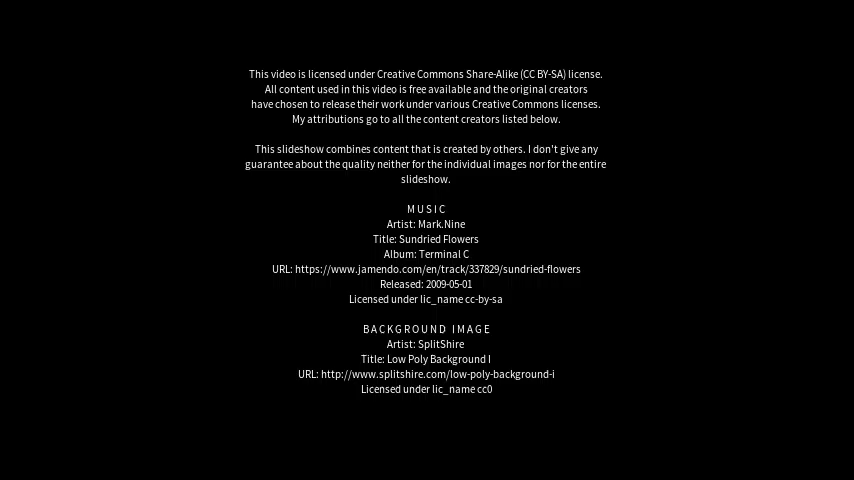 This video is licensed under Creative Commons Share-Alike (CC BY-SA) license.
All content used in this video is free available and the original creators
have chosen to release their work under various Creative Commons licenses.
My attributions go to all the content creators listed below.
This slideshow combines content that is created by others. I don't give any
guarantee about the quality neither for the individual images nor for the entire
slideshow.
MUSIC
Artist: Mark.Nine
Title: Sundried Flowers
Album: Terminal C
URL: https://www.jamendo.com/en/track/337829/sundried-flowers
Released: 2009-05-01
Licensed under lic_name cc-by-sa
BACKGROUND IMAGE
Artist: SplitShire
Title: Low Poly Background I
URL: http://www.splitshire.com/low-poly-background-i
Licensed under lic_name cc0